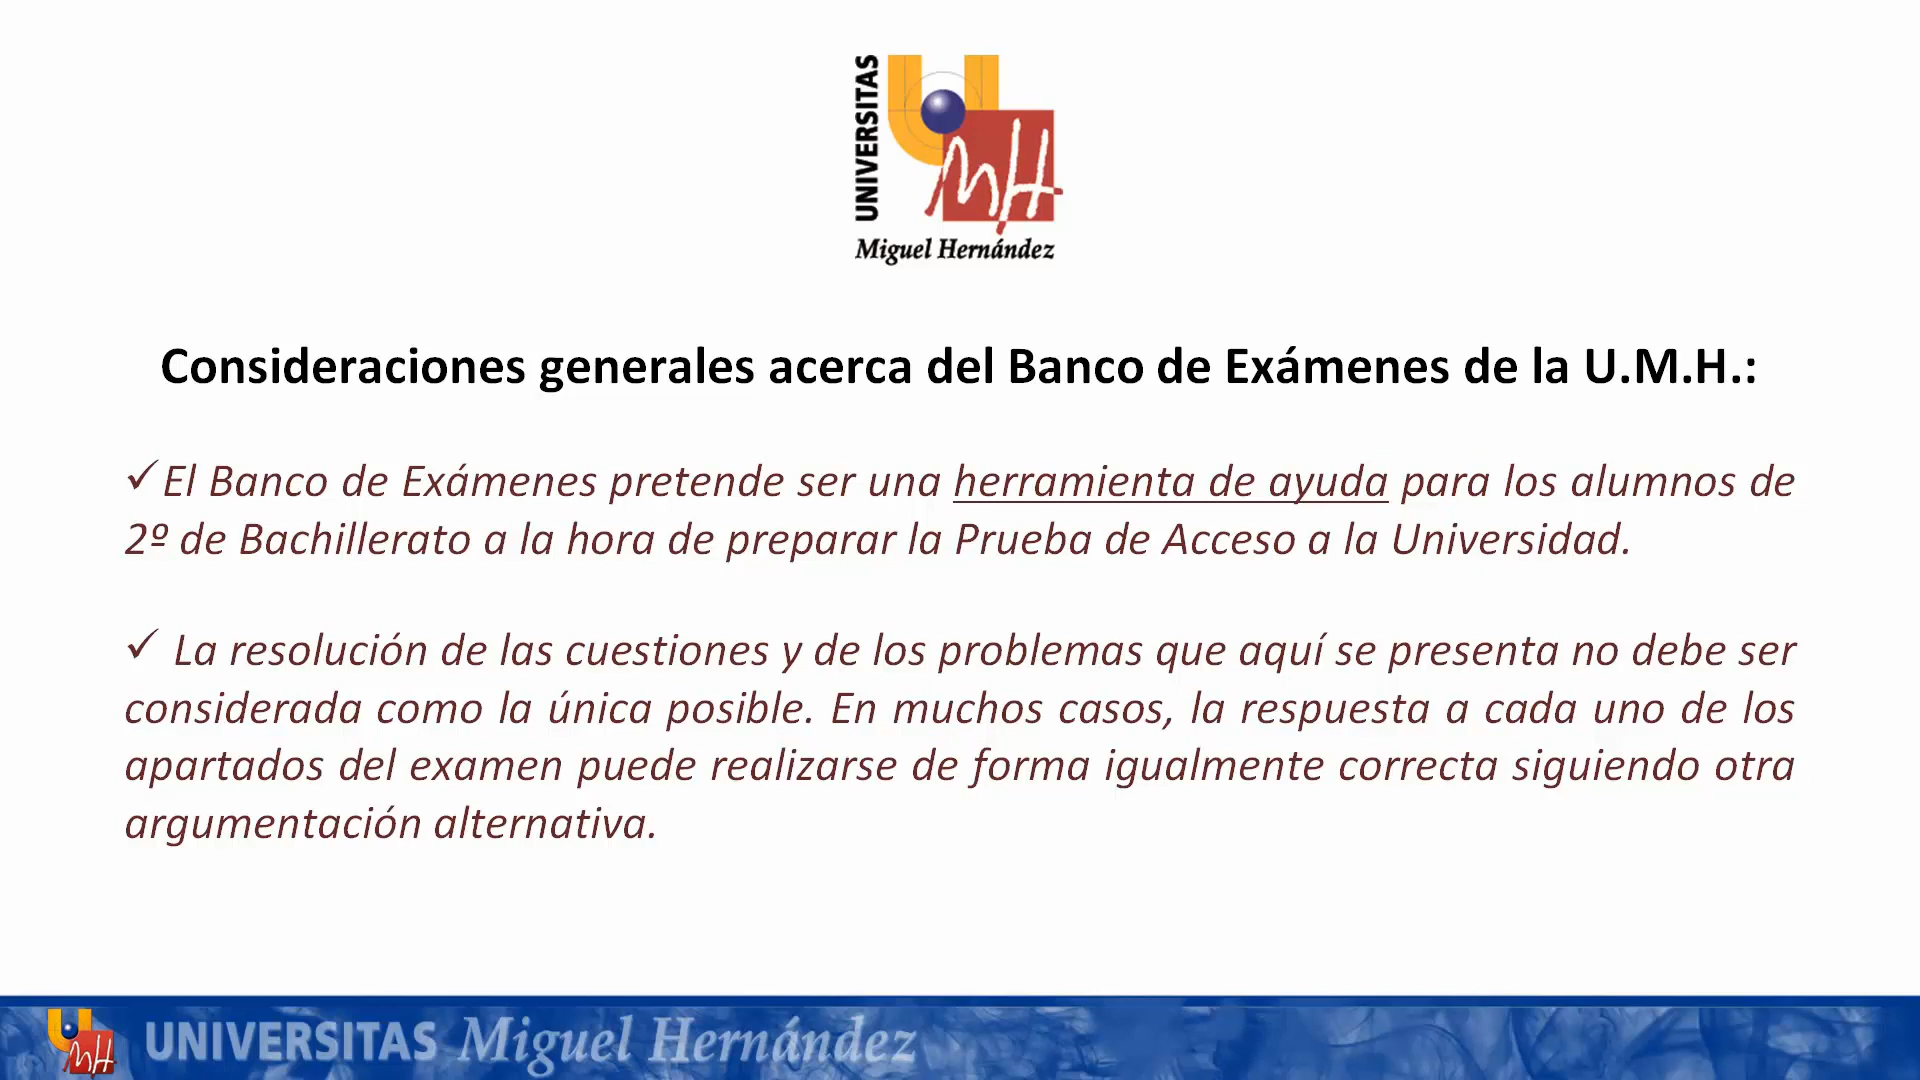 UNIVERSITAS
MH
Miguel Hernández
Consideraciones generales acerca del Banco de Exámenes de la U.M.H.:
✓El Banco de Exámenes pretende ser una herramienta de ayuda para los alumnos de
2º de Bachillerato a la hora de preparar la Prueba de Acceso a la Universidad.
✓ La resolución de las cuestiones y de los problemas que aquí se presenta no debe ser
considerada como la única posible. En muchos casos, la respuesta a cada uno de los
apartados del examen puede realizarse de forma igualmente correcta siguiendo otra
argumentación alternativa.
MH UNIVERSITAS Miguel Hernández